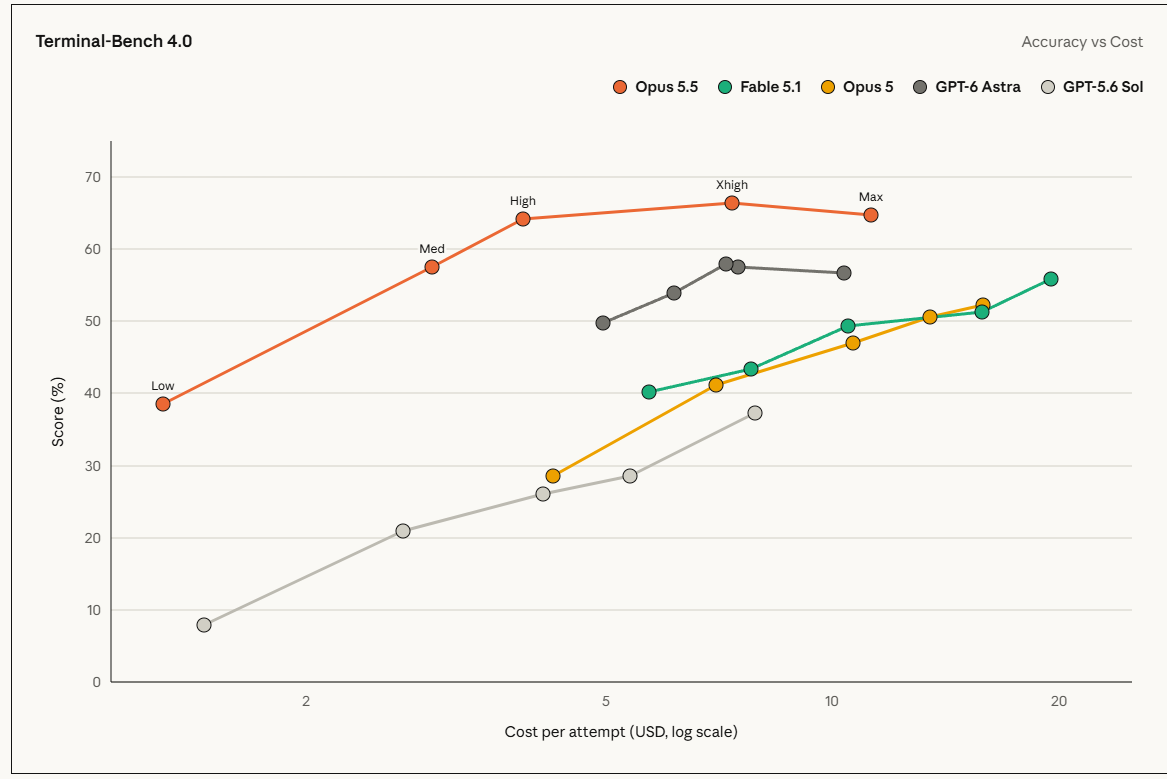 Terminal-Bench 4.0
Accuracy vs Cost
Opus 5.5 Fable 5.1 Opus 5 GPT-6 Astra GPT-5.6 Sol
70
60
50
40
30
20
10
0
Score (%)
Low
Med
High
Xhigh
Max
2 5 10 20
Cost per attempt (USD, log scale)